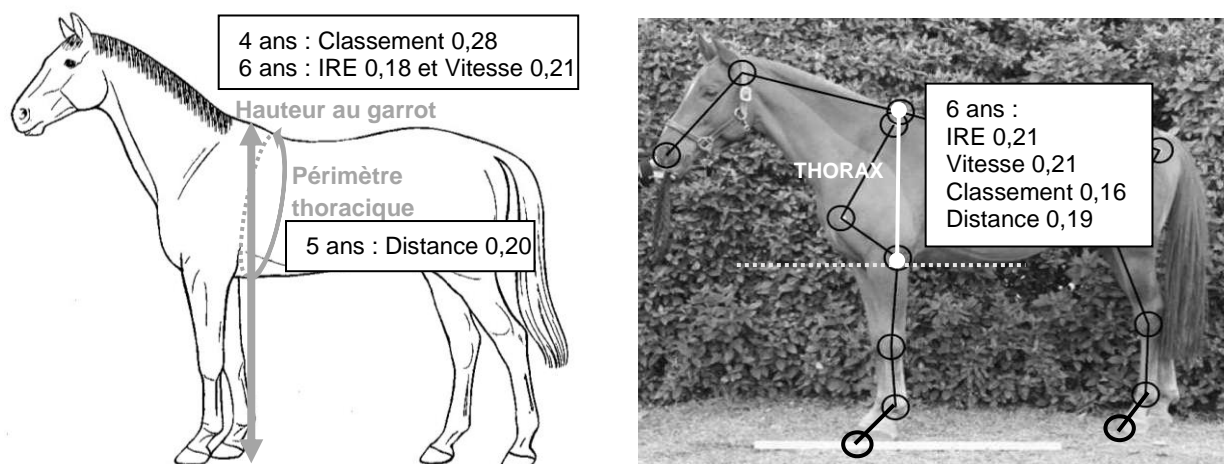 4 ans : Classement 0,28
6 ans : IRE 0,18 et Vitesse 0,21
Hauteur au garrot
Périmètre
thoracique
5 ans : Distance 0,20
THORAX
6 ans :
IRE 0,21
Vitesse 0,21
Classement 0,16
Distance 0,19